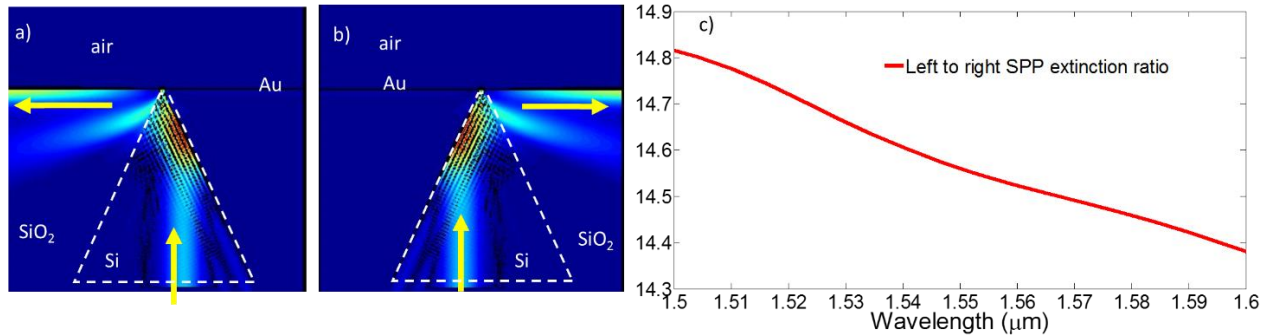 a)
air
Au
SiO₂
Si
b)
air
Au
Si
SiO₂
c)
Left to right SPP extinction ratio
14.9
14.8
14.7
14.6
14.5
14.4
14.3
1.5 1.51 1.52 1.53 1.54 1.55 1.56 1.57 1.58 1.59 1.6
Wavelength (μm)